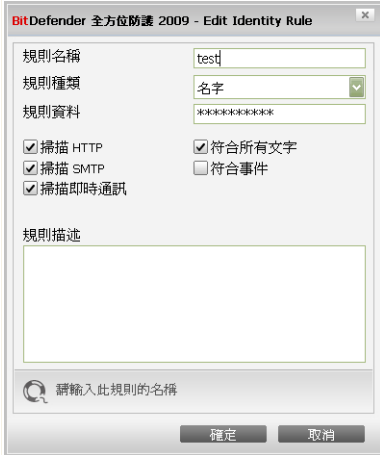 BitDefender 全方位防護 2009 - Edit Identity Rule
規則名稱 test
規則種類 名字
規則資料 **********
掃描 HTTP 符合所有文字
掃描 SMTP 符合事件
掃描即時通訊
規則描述
請輸入此規則的名稱
確定 取消